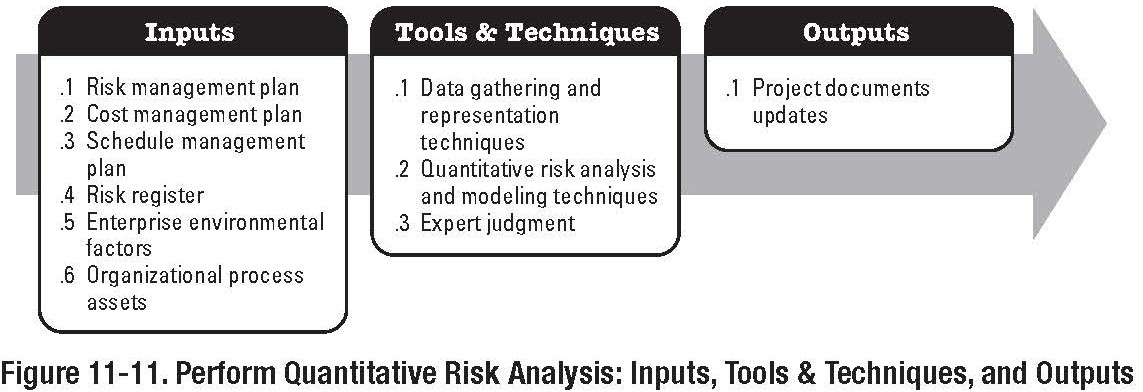 Inputs
.1 Risk management plan
.2 Cost management plan
.3 Schedule management
plan
.4 Risk register
.5 Enterprise environmental
factors
.6 Organizational process
assets
Tools & Techniques
.1 Data gathering and
representation
techniques
.2 Quantitative risk analysis
and modeling techniques
.3 Expert judgment
Outputs
.1 Project documents
updates
Figure 11-11. Perform Quantitative Risk Analysis: Inputs, Tools & Techniques, and Outputs